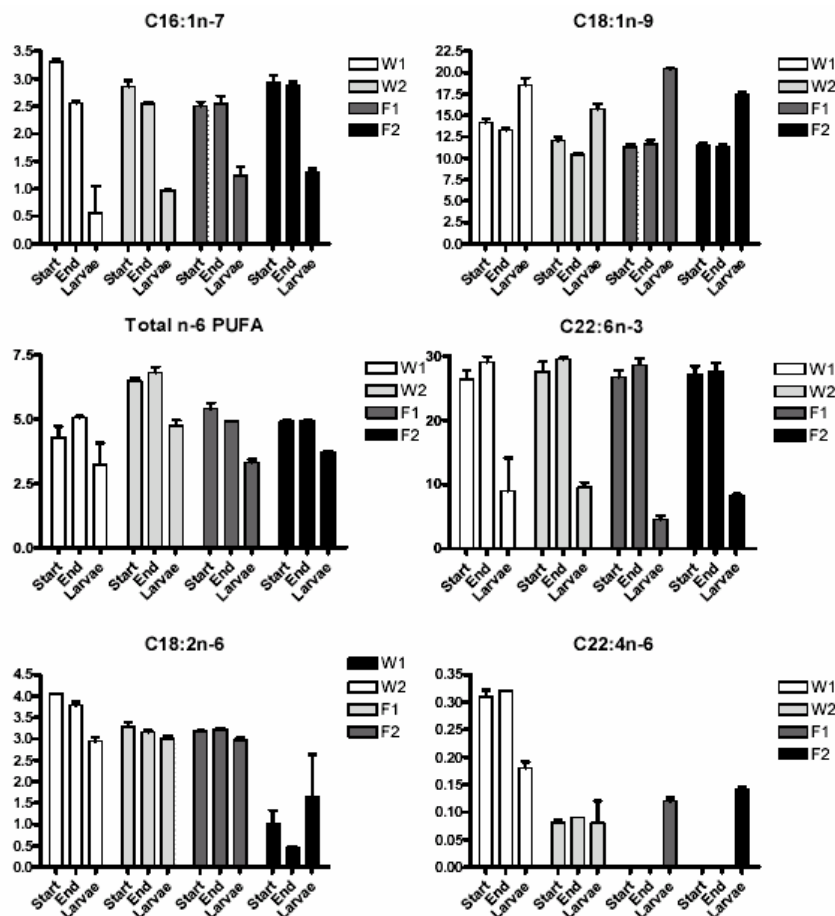 C16:1n-7
3.5
3.0
2.5
2.0
1.5
1.0
0.5
0.0
Start
End
Larvae
Start
End
Larvae
Start
End
Larvae
Start
End
Larvae
W1
W2
F1
F2
C18:1n-9
22.5
20.0
17.5
15.0
12.5
10.0
7.5
5.0
2.5
0.0
Start
End
Larvae
Start
End
Larvae
Start
End
Larvae
Start
End
Larvae
W1
W2
F1
F2
Total n-6 PUFA
7.5
5.0
2.5
0.0
Start
End
Larvae
Start
End
Larvae
Start
End
Larvae
Start
End
Larvae
W1
W2
F1
F2
C22:6n-3
30
20
10
0
Start
End
Larvae
Start
End
Larvae
Start
End
Larvae
Start
End
Larvae
W1
W2
F1
F2
C18:2n-6
4.5
4.0
3.5
3.0
2.5
2.0
1.5
1.0
0.5
0.0
Start
End
Larvae
Start
End
Larvae
Start
End
Larvae
Start
End
Larvae
W1
W2
F1
F2
C22:4n-6
0.35
0.30
0.25
0.20
0.15
0.10
0.05
0.00
Start
End
Larvae
Start
End
Larvae
Start
End
Larvae
Start
End
Larvae
W1
W2
F1
F2